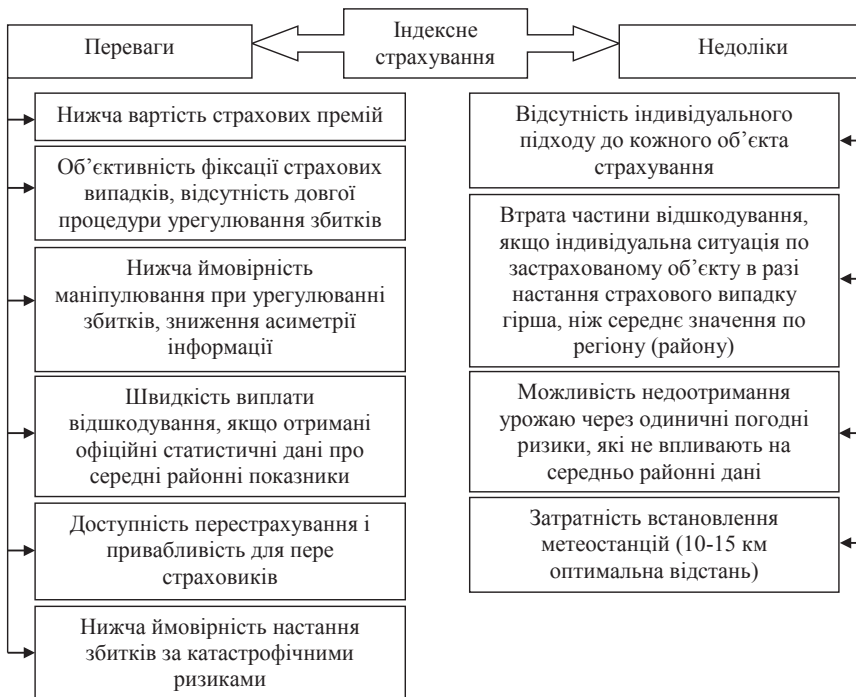 Індексне
страхування
Переваги
Недоліки
Нижча вартість страхових премій
Об’єктивність фіксації страхових
випадків, відсутність довгої
процедури урегулювання збитків
Нижча ймовірність
маніпулювання при урегулюванні
збитків, зниження асиметрії
інформації
Швидкість виплати
відшкодування, якщо отримані
офіційні статистичні дані про
середні районні показники
Доступність перестрахування і
привабливість для пере
страховиків
Нижча ймовірність настання
збитків за катастрофічними
ризиками
Відсутність індивідуального
підходу до кожного об’єкта
страхування
Втрата частини відшкодування,
якщо індивідуальна ситуація по
застрахованому об’єкту в разі
настання страхового випадку
гірша, ніж середнє значення по
регіону (району)
Можливість недоотримання
урожаю через одиничні погодні
ризики, які не впливають на
середньо районні дані
Затратність встановлення
метеостанцій (10-15 км
оптимальна відстань)